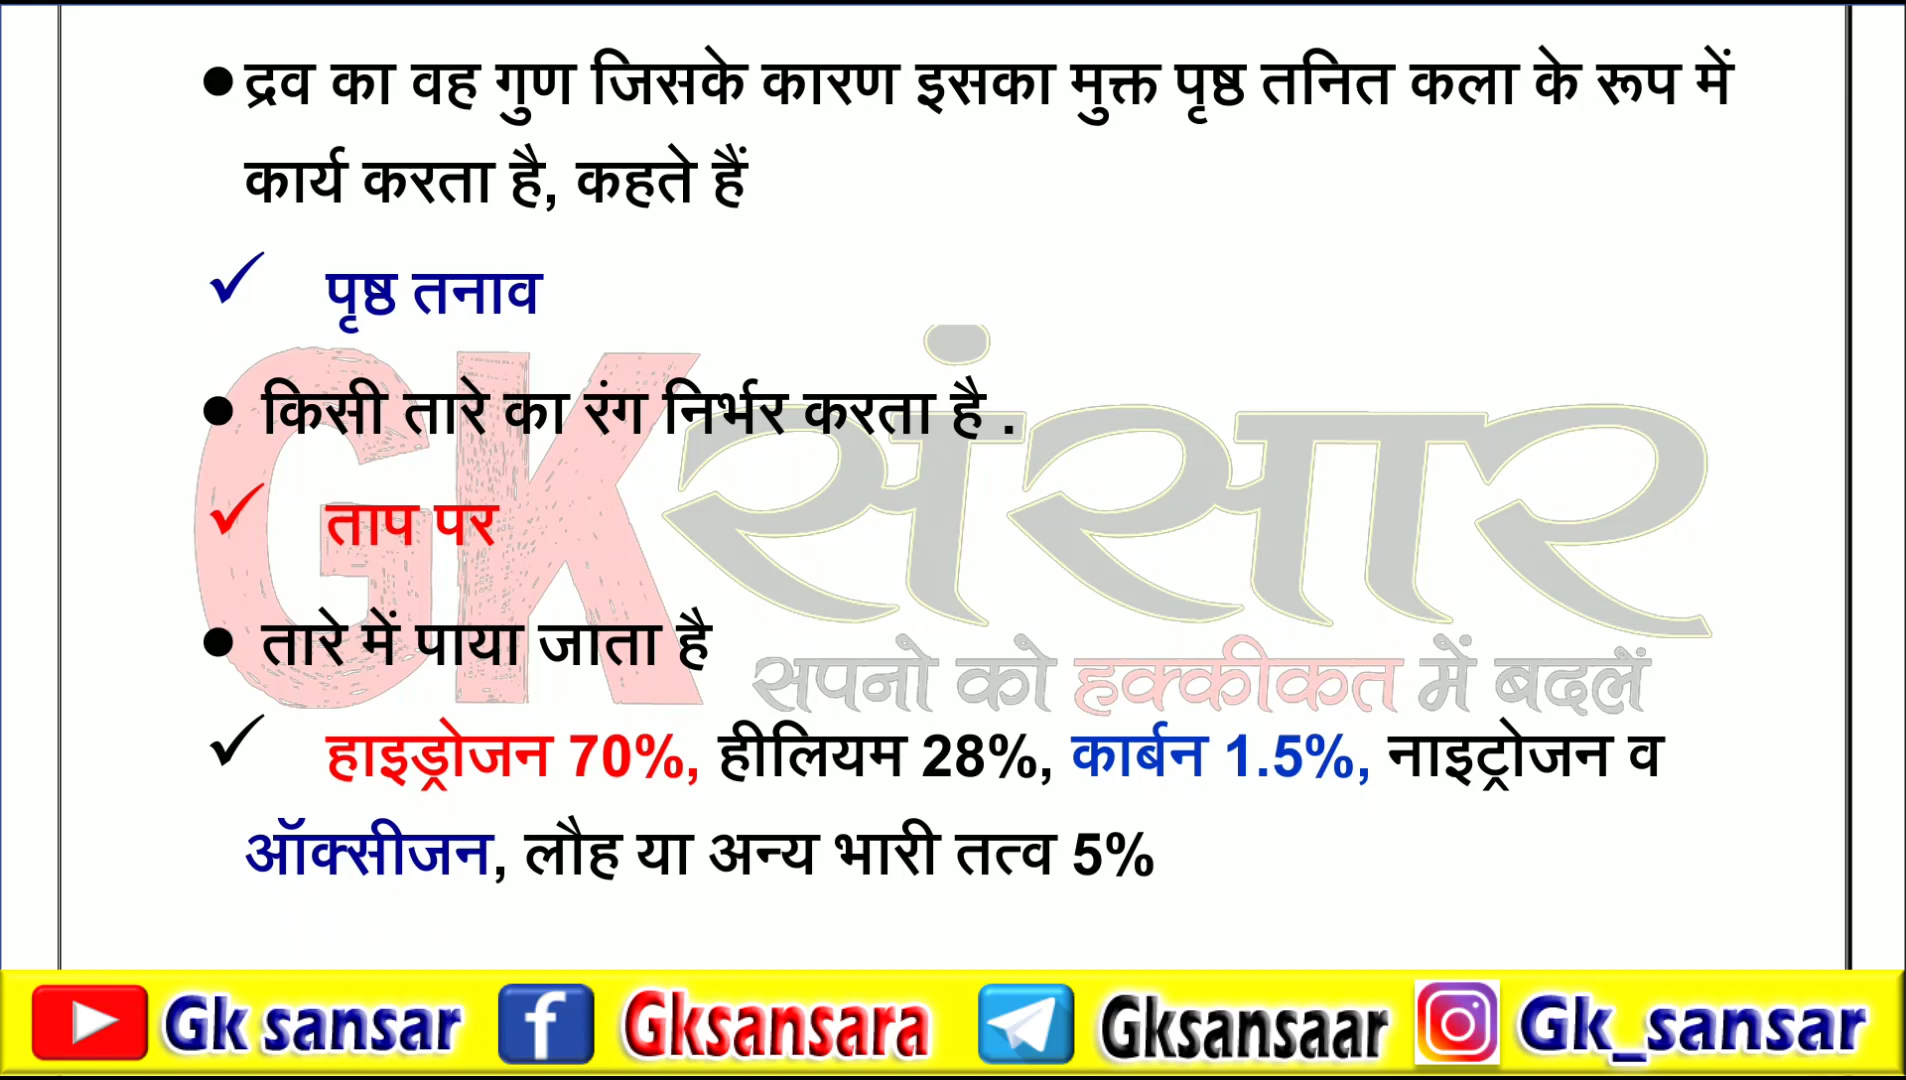 ● द्रव का वह गुण जिसके कारण इसका मुक्त पृष्ठ तनित कला के रूप में
कार्य करता है, कहते हैं
✓ पृष्ठ तनाव
● किसी तारे का रंग निर्भर करता है .
✓ ताप पर
● तारे में पाया जाता है
✓ हाइड्रोजन 70%, हीलियम 28%, कार्बन 1.5%, नाइट्रोजन व
ऑक्सीजन, लौह या अन्य भारी तत्व 5%
GK संसार
सपनो को हक्कीकत में बदलें
Gk sansar Gksansara Gksansaar Gk_sansar